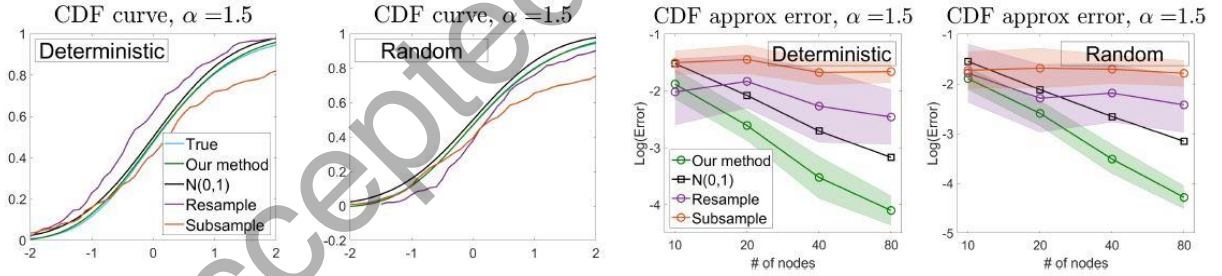 CDF curve, α =1.5
Deterministic
1
0.8
0.6
0.4
0.2
0
-2
-1
0
1
2
True
Our method
N(0,1)
Resample
Subsample
CDF curve, α =1.5
Random
1
0.8
0.6
0.4
0.2
0
-0.2
-2
-1
0
1
2
CDF approx error, α =1.5
Deterministic
Log(Error)
-1
-2
-3
-4
Our method
N(0,1)
Resample
Subsample
10
20
40
80
# of nodes
CDF approx error, α =1.5
Random
Log(Error)
-1
-2
-3
-4
-5
10
20
40
80
# of nodes
Accepted